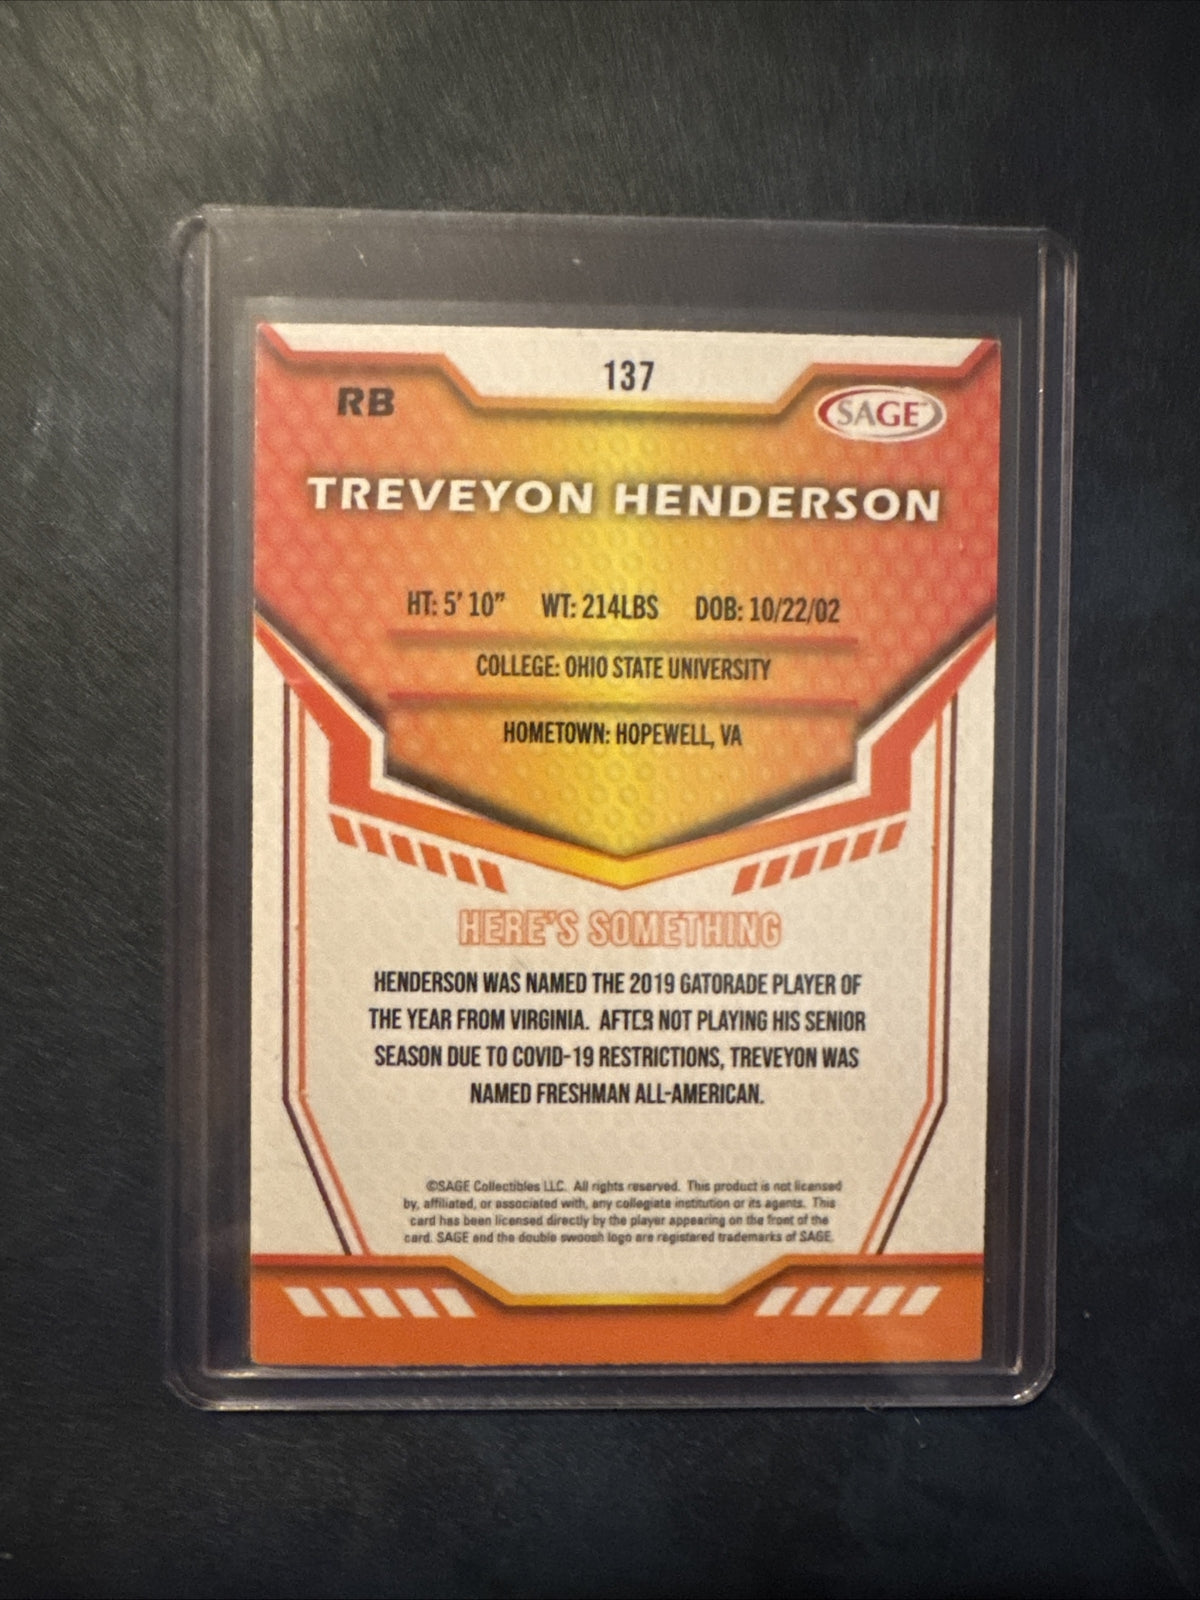 137
RB
SAGE
TREVEYON HENDERSON
HT: 5' 10" WT: 214LBS DOB: 10/22/02
COLLEGE: OHIO STATE UNIVERSITY
HOMETOWN: HOPEWELL, VA
HERE'S SOMETHING
HENDERSON WAS NAMED THE 2019 GATORADE PLAYER OF
THE YEAR FROM VIRGINIA. AFTER NOT PLAYING HIS SENIOR
SEASON DUE TO COVID-19 RESTRICTIONS, TREVEYON WAS
NAMED FRESHMAN ALL-AMERICAN.
©SAGE Collectibles LLC. All rights reserved. This product is not licensed
by, affiliated, or associated with, any collegiate institution or its agents. This
card has been licensed directly by the player appearing on the front of the
card. SAGE and the double swoosh logo are registered trademarks of SAGE.